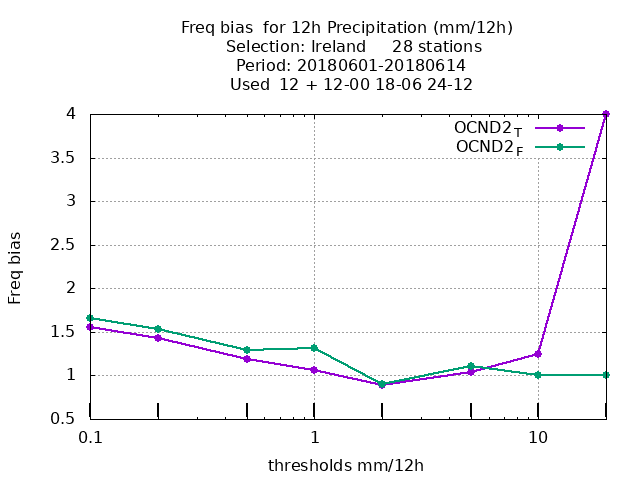 Freq bias  for 12h Precipitation (mm/12h)
Selection: Ireland     28 stations
Period: 20180601-20180614
Used  12 + 12-00 18-06 24-12
OCND2T
OCND2F
4
3.5
3
2.5
2
1.5
1
0.5
Freq bias
0.1 1 10
thresholds mm/12h